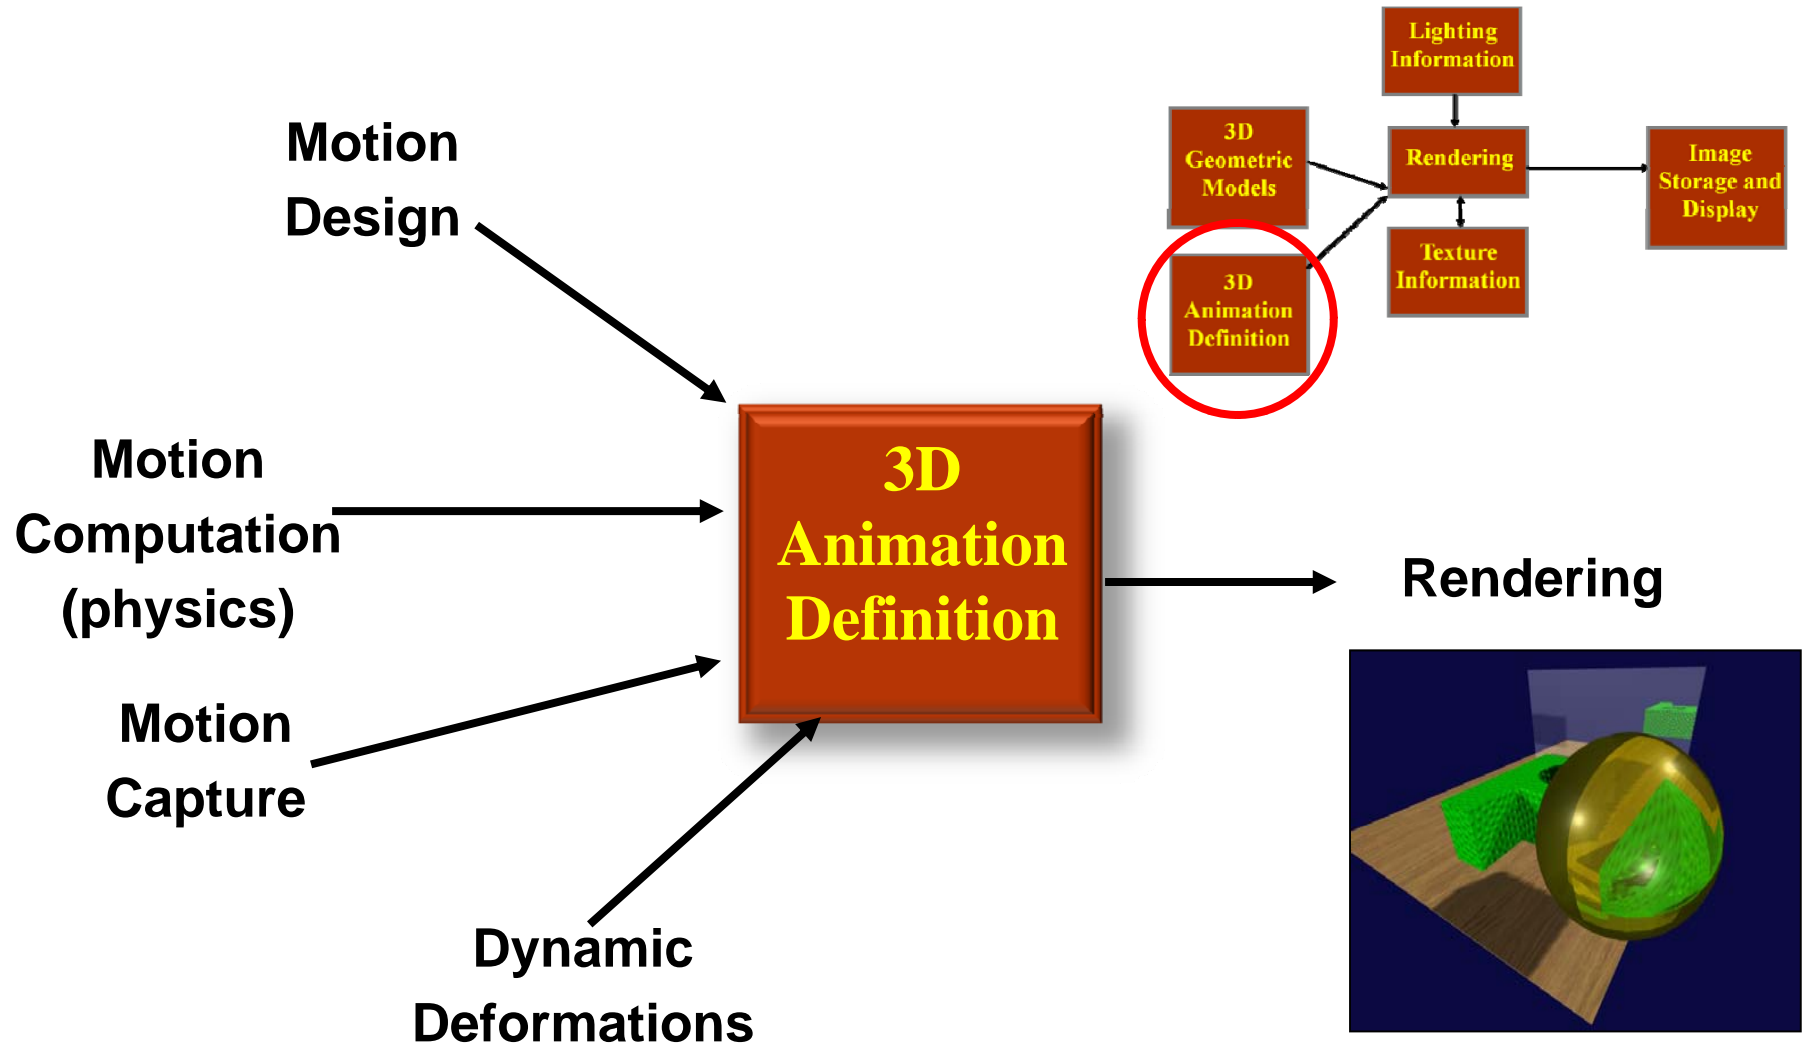 Lighting
Information
3D
Geometric
Models
Rendering
Image
Storage and
Display
Texture
Information
3D
Animation
Definition
Motion
Design
Motion
Computation
(physics)
Motion
Capture
Dynamic
Deformations
3D
Animation
Definition
Rendering